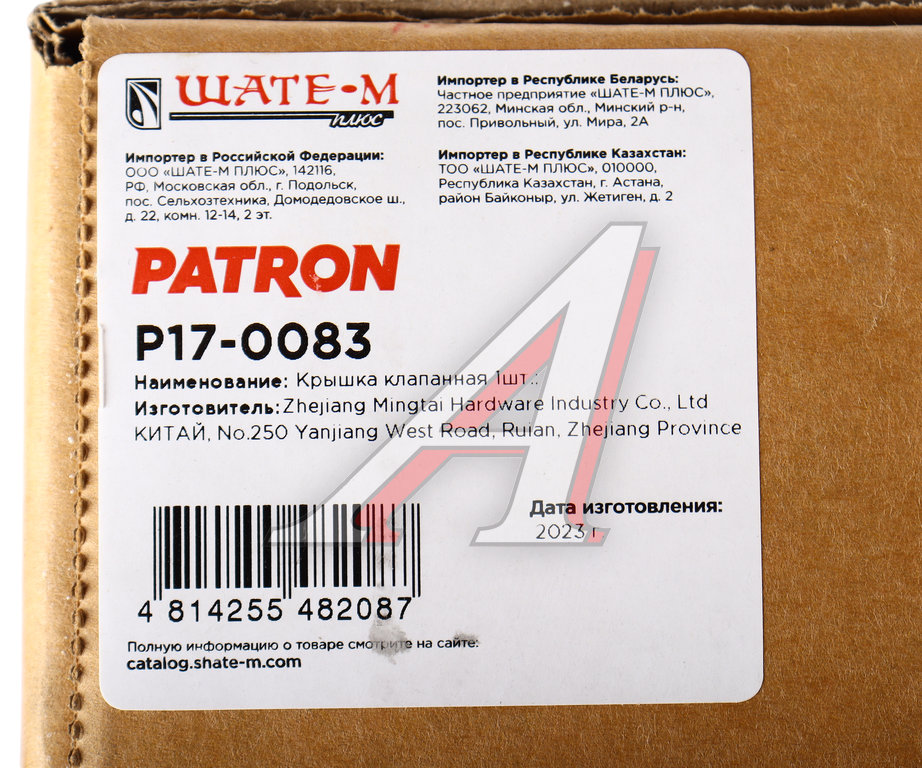 ШАТЕ-М
плюс
Импортер в Республике Беларусь:
Частное предприятие «ШАТЕ-М ПЛЮС»,
223062, Минская обл., Минский р-н,
пос. Привольный, ул. Мира, 2А
Импортер в Российской Федерации:
ООО «ШАТЕ-М ПЛЮС», 142116,
РФ, Московская обл., г. Подольск,
пос. Сельхозтехника, Домодедовское ш.,
д. 22, комн. 12-14, 2 эт.
Импортер в Республике Казахстан:
ТОО «ШАТЕ-М ПЛЮС», 010000,
Республика Казахстан, г. Астана,
район Байконыр, ул. Жетиген, д. 2
PATRON
P17-0083
Наименование: Крышка клапанная 1шт.:
Изготовитель: Zhejiang Mingtai Hardware Industry Co., Ltd
КИТАЙ, No.250 Yanjiang West Road, Ruian, Zhejiang Province
Дата изготовления:
2023 г.
4 814255 482087
Полную информацию о товаре смотрите на сайте:
catalog.shate-m.com